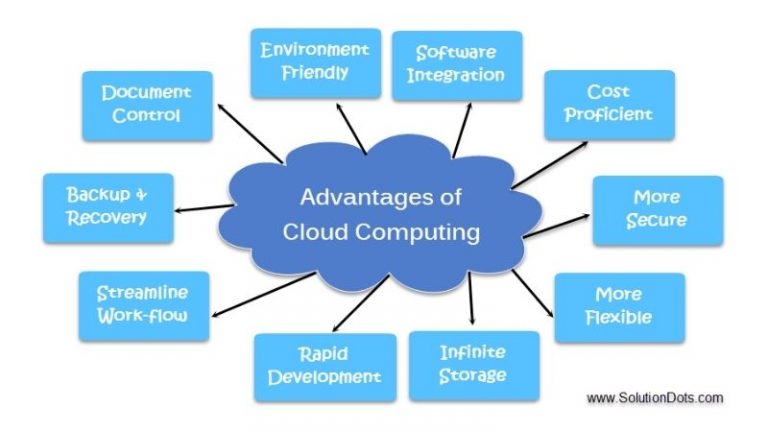 Environment
Friendly
Software
Integration
Document
Control
Cost
Proficient
Advantages of
Cloud Computing
Backup &
Recovery
More
Secure
Streamline
Work-flow
More
Flexible
Rapid
Development
Infinite
Storage
www.SolutionDots.com